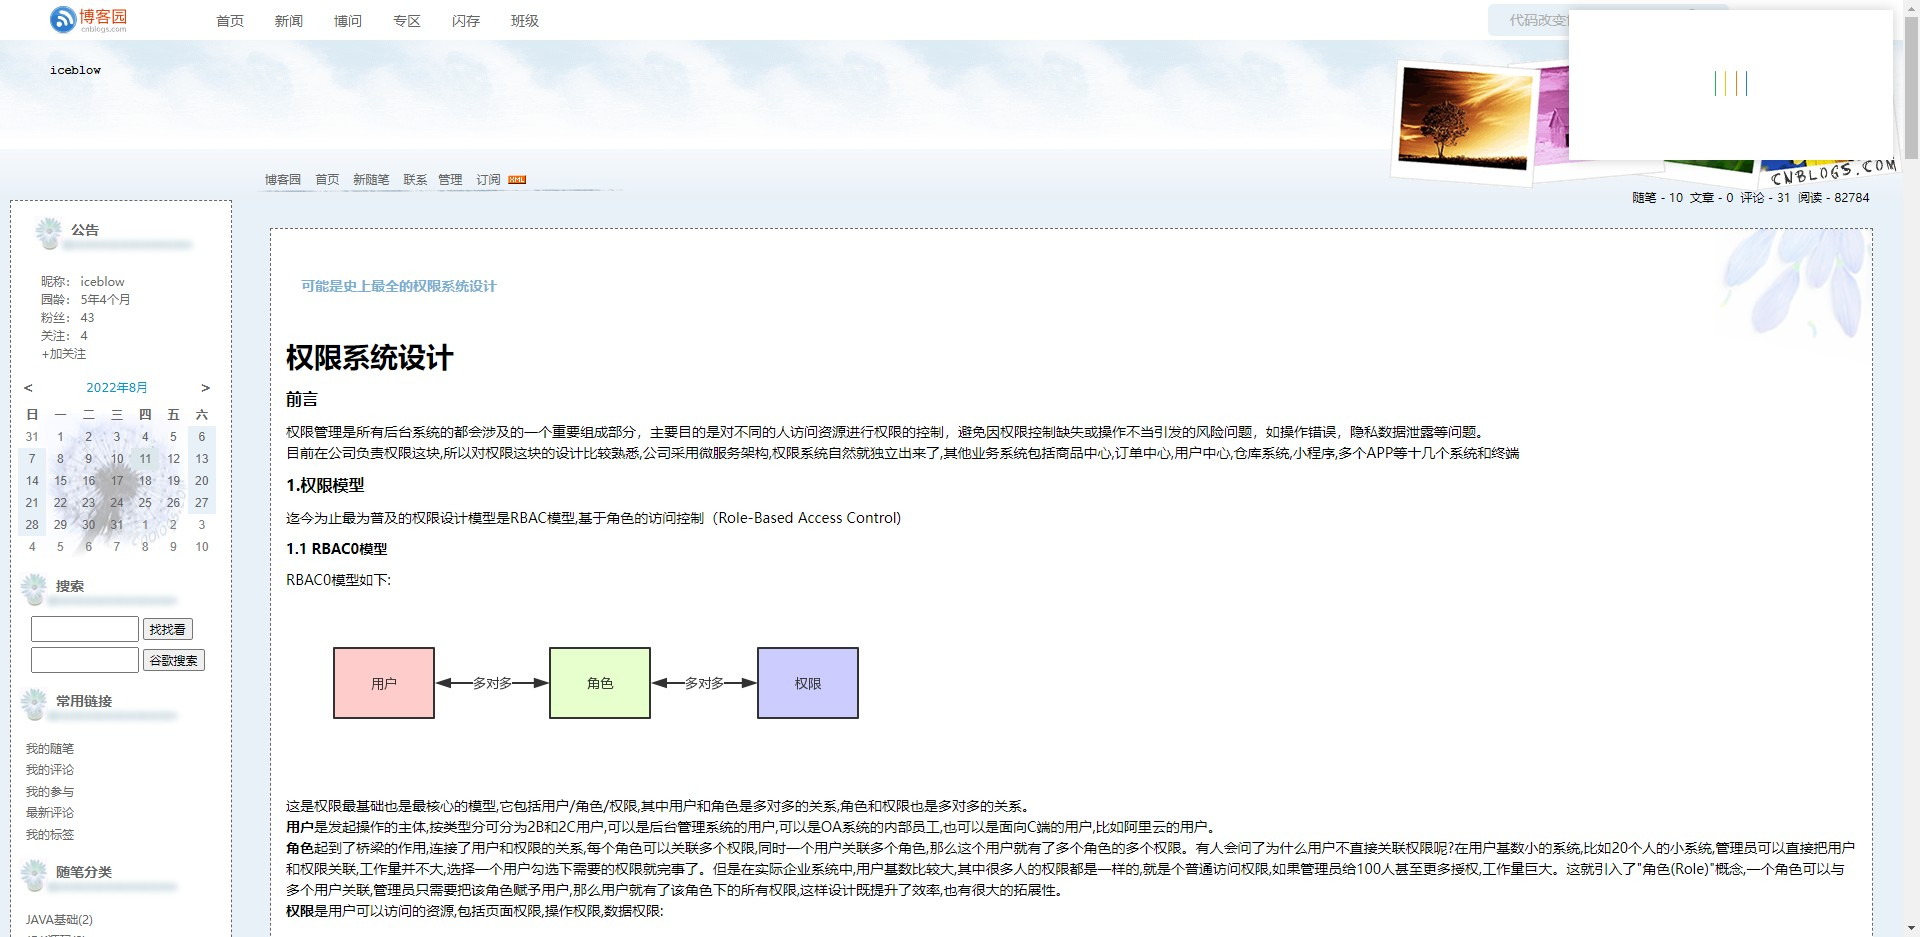 博客园
cnblogs.com
首页 新闻 博问 专区 闪存 班级
代码改变
iceblow
CNBLOGS.COM
博客园 首页 新随笔 联系 管理 订阅 XML
随笔 - 10 文章 - 0 评论 - 31 阅读 - 82784
公告
昵称： iceblow
园龄： 5年4个月
粉丝： 43
关注： 4
+加关注
< 2022年8月 >
日 一 二 三 四 五 六
31 1 2 3 4 5 6
7 8 9 10 11 12 13
14 15 16 17 18 19 20
21 22 23 24 25 26 27
28 29 30 31 1 2 3
4 5 6 7 8 9 10
搜索
找找看
谷歌搜索
常用链接
我的随笔
我的评论
我的参与
最新评论
我的标签
随笔分类
JAVA基础(2)
可能是史上最全的权限系统设计
权限系统设计
前言
权限管理是所有后台系统的都会涉及的一个重要组成部分，主要目的是对不同的人访问资源进行权限的控制，避免因权限控制缺失或操作不当引发的风险问题，如操作错误，隐私数据泄露等问题。
目前在公司负责权限这块,所以对权限这块的设计比较熟悉,公司采用微服务架构,权限系统自然就独立出来了,其他业务系统包括商品中心,订单中心,用户中心,仓库系统,小程序,多个APP等十几个系统和终端
1.权限模型
迄今为止最为普及的权限设计模型是RBAC模型,基于角色的访问控制（Role-Based Access Control)
1.1 RBAC0模型
RBAC0模型如下:
用户 多对多 角色 多对多 权限
这是权限最基础也是最核心的模型,它包括用户/角色/权限,其中用户和角色是多对多的关系,角色和权限也是多对多的关系。
用户是发起操作的主体,按类型分可分为2B和2C用户,可以是后台管理系统的用户,可以是OA系统的内部员工,也可以是面向C端的用户,比如阿里云的用户。
角色起到了桥梁的作用,连接了用户和权限的关系,每个角色可以关联多个权限,同时一个用户关联多个角色,那么这个用户就有了多个角色的多个权限。有人会问了为什么用户不直接关联权限呢?在用户基数小的系统,比如20个人的小系统,管理员可以直接把用户
和权限关联,工作量并不大,选择一个用户勾选下需要的权限就完事了。但是在实际企业系统中,用户基数比较大,其中很多人的权限都是一样的,就是个普通访问权限,如果管理员给100人甚至更多授权,工作量巨大。这就引入了"角色(Role)"概念,一个角色可以与
多个用户关联,管理员只需要把该角色赋予用户,那么用户就有了该角色下的所有权限,这样设计既提升了效率,也有很大的拓展性。
权限是用户可以访问的资源,包括页面权限,操作权限,数据权限: